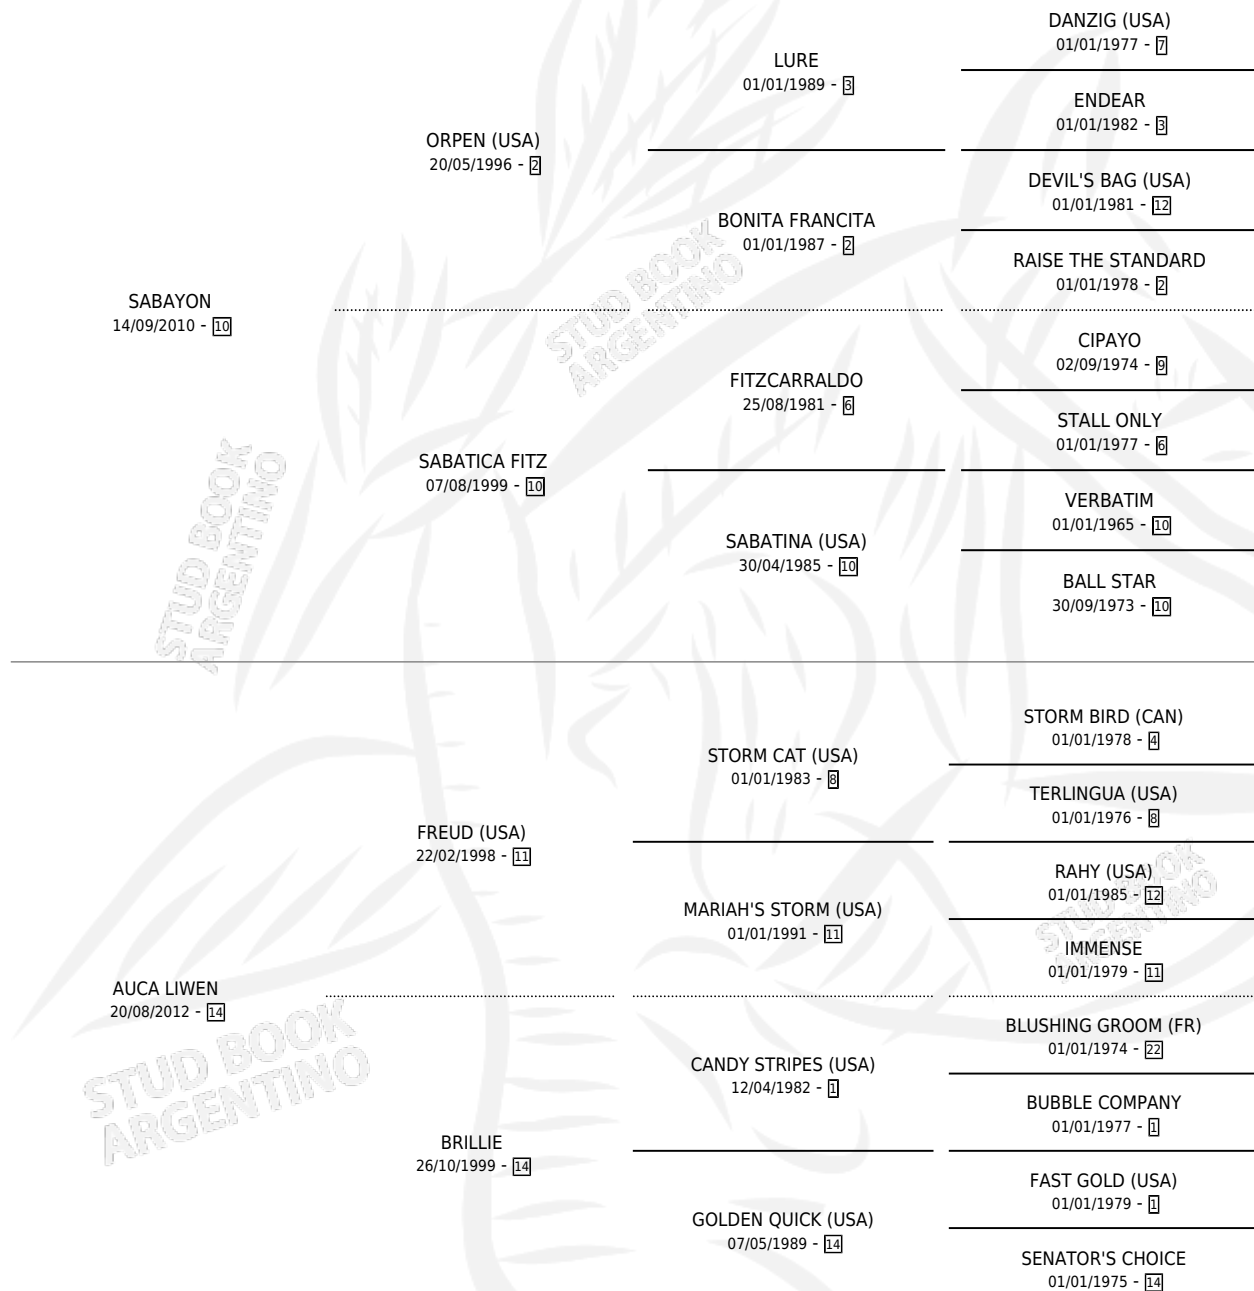 DANZIG (USA)
01/01/1977 - 7
LURE
01/01/1989 - 3
ENDEAR
01/01/1982 - 3
ORPEN (USA)
20/05/1996 - 2
DEVIL'S BAG (USA)
01/01/1981 - 12
BONITA FRANCITA
01/01/1987 - 2
RAISE THE STANDARD
01/01/1978 - 2
SABAYON
14/09/2010 - 10
CIPAYO
02/09/1974 - 9
FITZCARRALDO
25/08/1981 - 6
STALL ONLY
01/01/1977 - 6
SABATICA FITZ
07/08/1999 - 10
VERBATIM
01/01/1965 - 10
SABATINA (USA)
30/04/1985 - 10
BALL STAR
30/09/1973 - 10
STORM BIRD (CAN)
01/01/1978 - 4
STORM CAT (USA)
01/01/1983 - 8
TERLINGUA (USA)
01/01/1976 - 8
FREUD (USA)
22/02/1998 - 11
RAHY (USA)
01/01/1985 - 12
MARIAH'S STORM (USA)
01/01/1991 - 11
IMMENSE
01/01/1979 - 11
AUCA LIWEN
20/08/2012 - 14
BLUSHING GROOM (FR)
01/01/1974 - 22
CANDY STRIPES (USA)
12/04/1982 - 1
BUBBLE COMPANY
01/01/1977 - 1
BRILLIE
26/10/1999 - 14
FAST GOLD (USA)
01/01/1979 - 1
GOLDEN QUICK (USA)
07/05/1989 - 14
SENATOR'S CHOICE
01/01/1975 - 14
STUD BOOK
ARGENTINO
STUD BOOK
ARGENTINO
STUD BOOK
ARGENTINO
STUD BOOK
ARGENTINO